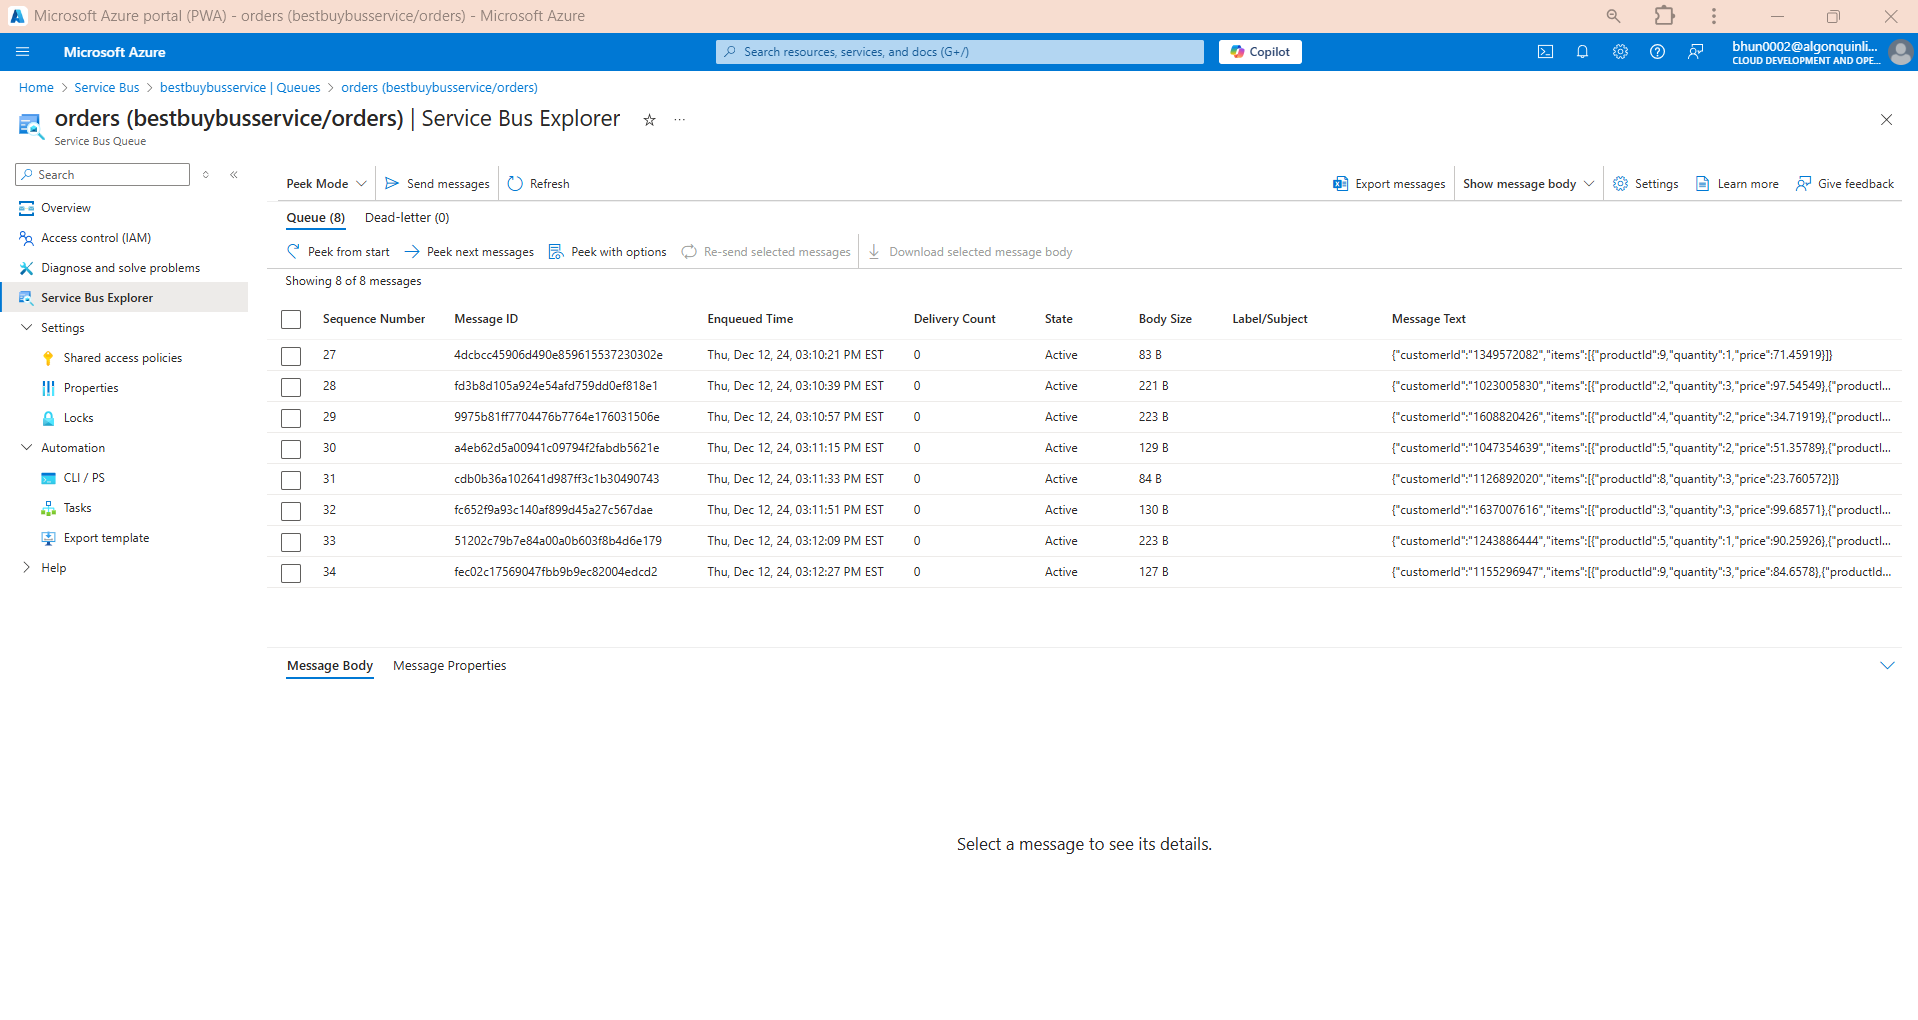 Microsoft Azure portal (PWA) - orders (bestbuybusservice/orders) - Microsoft Azure
Microsoft Azure
Search resources, services, and docs (G+/)
Copilot
bhun0002@algonquinli...
CLOUD DEVELOPMENT AND OPE...
Home > Service Bus > bestbuybusservice | Queues > orders (bestbuybusservice/orders)
orders (bestbuybusservice/orders) | Service Bus Explorer ☆ ...
Service Bus Queue
Search
Overview
Access control (IAM)
Diagnose and solve problems
Service Bus Explorer
Settings
Shared access policies
Properties
Locks
Automation
CLI / PS
Tasks
Export template
Help
Peek Mode Send messages Refresh Export messages Show message body Settings Learn more Give feedback
Queue (8) Dead-letter (0)
Peek from start Peek next messages Peek with options Re-send selected messages Download selected message body
Showing 8 of 8 messages
Sequence Number Message ID Enqueued Time Delivery Count State Body Size Label/Subject Message Text
27 4dcbcc45906d490e859615537230302e Thu, Dec 12, 24, 03:10:21 PM EST 0 Active 83 B {"customerId":"1349572082","items":[{"productId":9,"quantity":1,"price":71.45919}]}
28 fd3b8d105a924e54afd759dd0ef818e1 Thu, Dec 12, 24, 03:10:39 PM EST 0 Active 221 B {"customerId":"1023005830","items":[{"productId":2,"quantity":3,"price":97.54549},{"productI...
29 9975b81ff7704476b7764e176031506e Thu, Dec 12, 24, 03:10:57 PM EST 0 Active 223 B {"customerId":"1608820426","items":[{"productId":4,"quantity":2,"price":34.71919},{"productI...
30 a4eb62d5a00941c09794f2fabdb5621e Thu, Dec 12, 24, 03:11:15 PM EST 0 Active 129 B {"customerId":"1047354639","items":[{"productId":5,"quantity":2,"price":51.35789},{"productI...
31 cdb0b36a102641d987ff3c1b30490743 Thu, Dec 12, 24, 03:11:33 PM EST 0 Active 84 B {"customerId":"1126892020","items":[{"productId":8,"quantity":3,"price":23.760572}]}
32 fc652f9a93c140af899d45a27c567dae Thu, Dec 12, 24, 03:11:51 PM EST 0 Active 130 B {"customerId":"1637007616","items":[{"productId":3,"quantity":3,"price":99.68571},{"productI...
33 51202c79b7e84a00a0b603f8b4d6e179 Thu, Dec 12, 24, 03:12:09 PM EST 0 Active 223 B {"customerId":"1243886444","items":[{"productId":5,"quantity":1,"price":90.25926},{"productI...
34 fec02c17569047fbb9b9ec82004edcd2 Thu, Dec 12, 24, 03:12:27 PM EST 0 Active 127 B {"customerId":"1155296947","items":[{"productId":9,"quantity":3,"price":84.6578},{"productId...
Message Body Message Properties
Select a message to see its details.